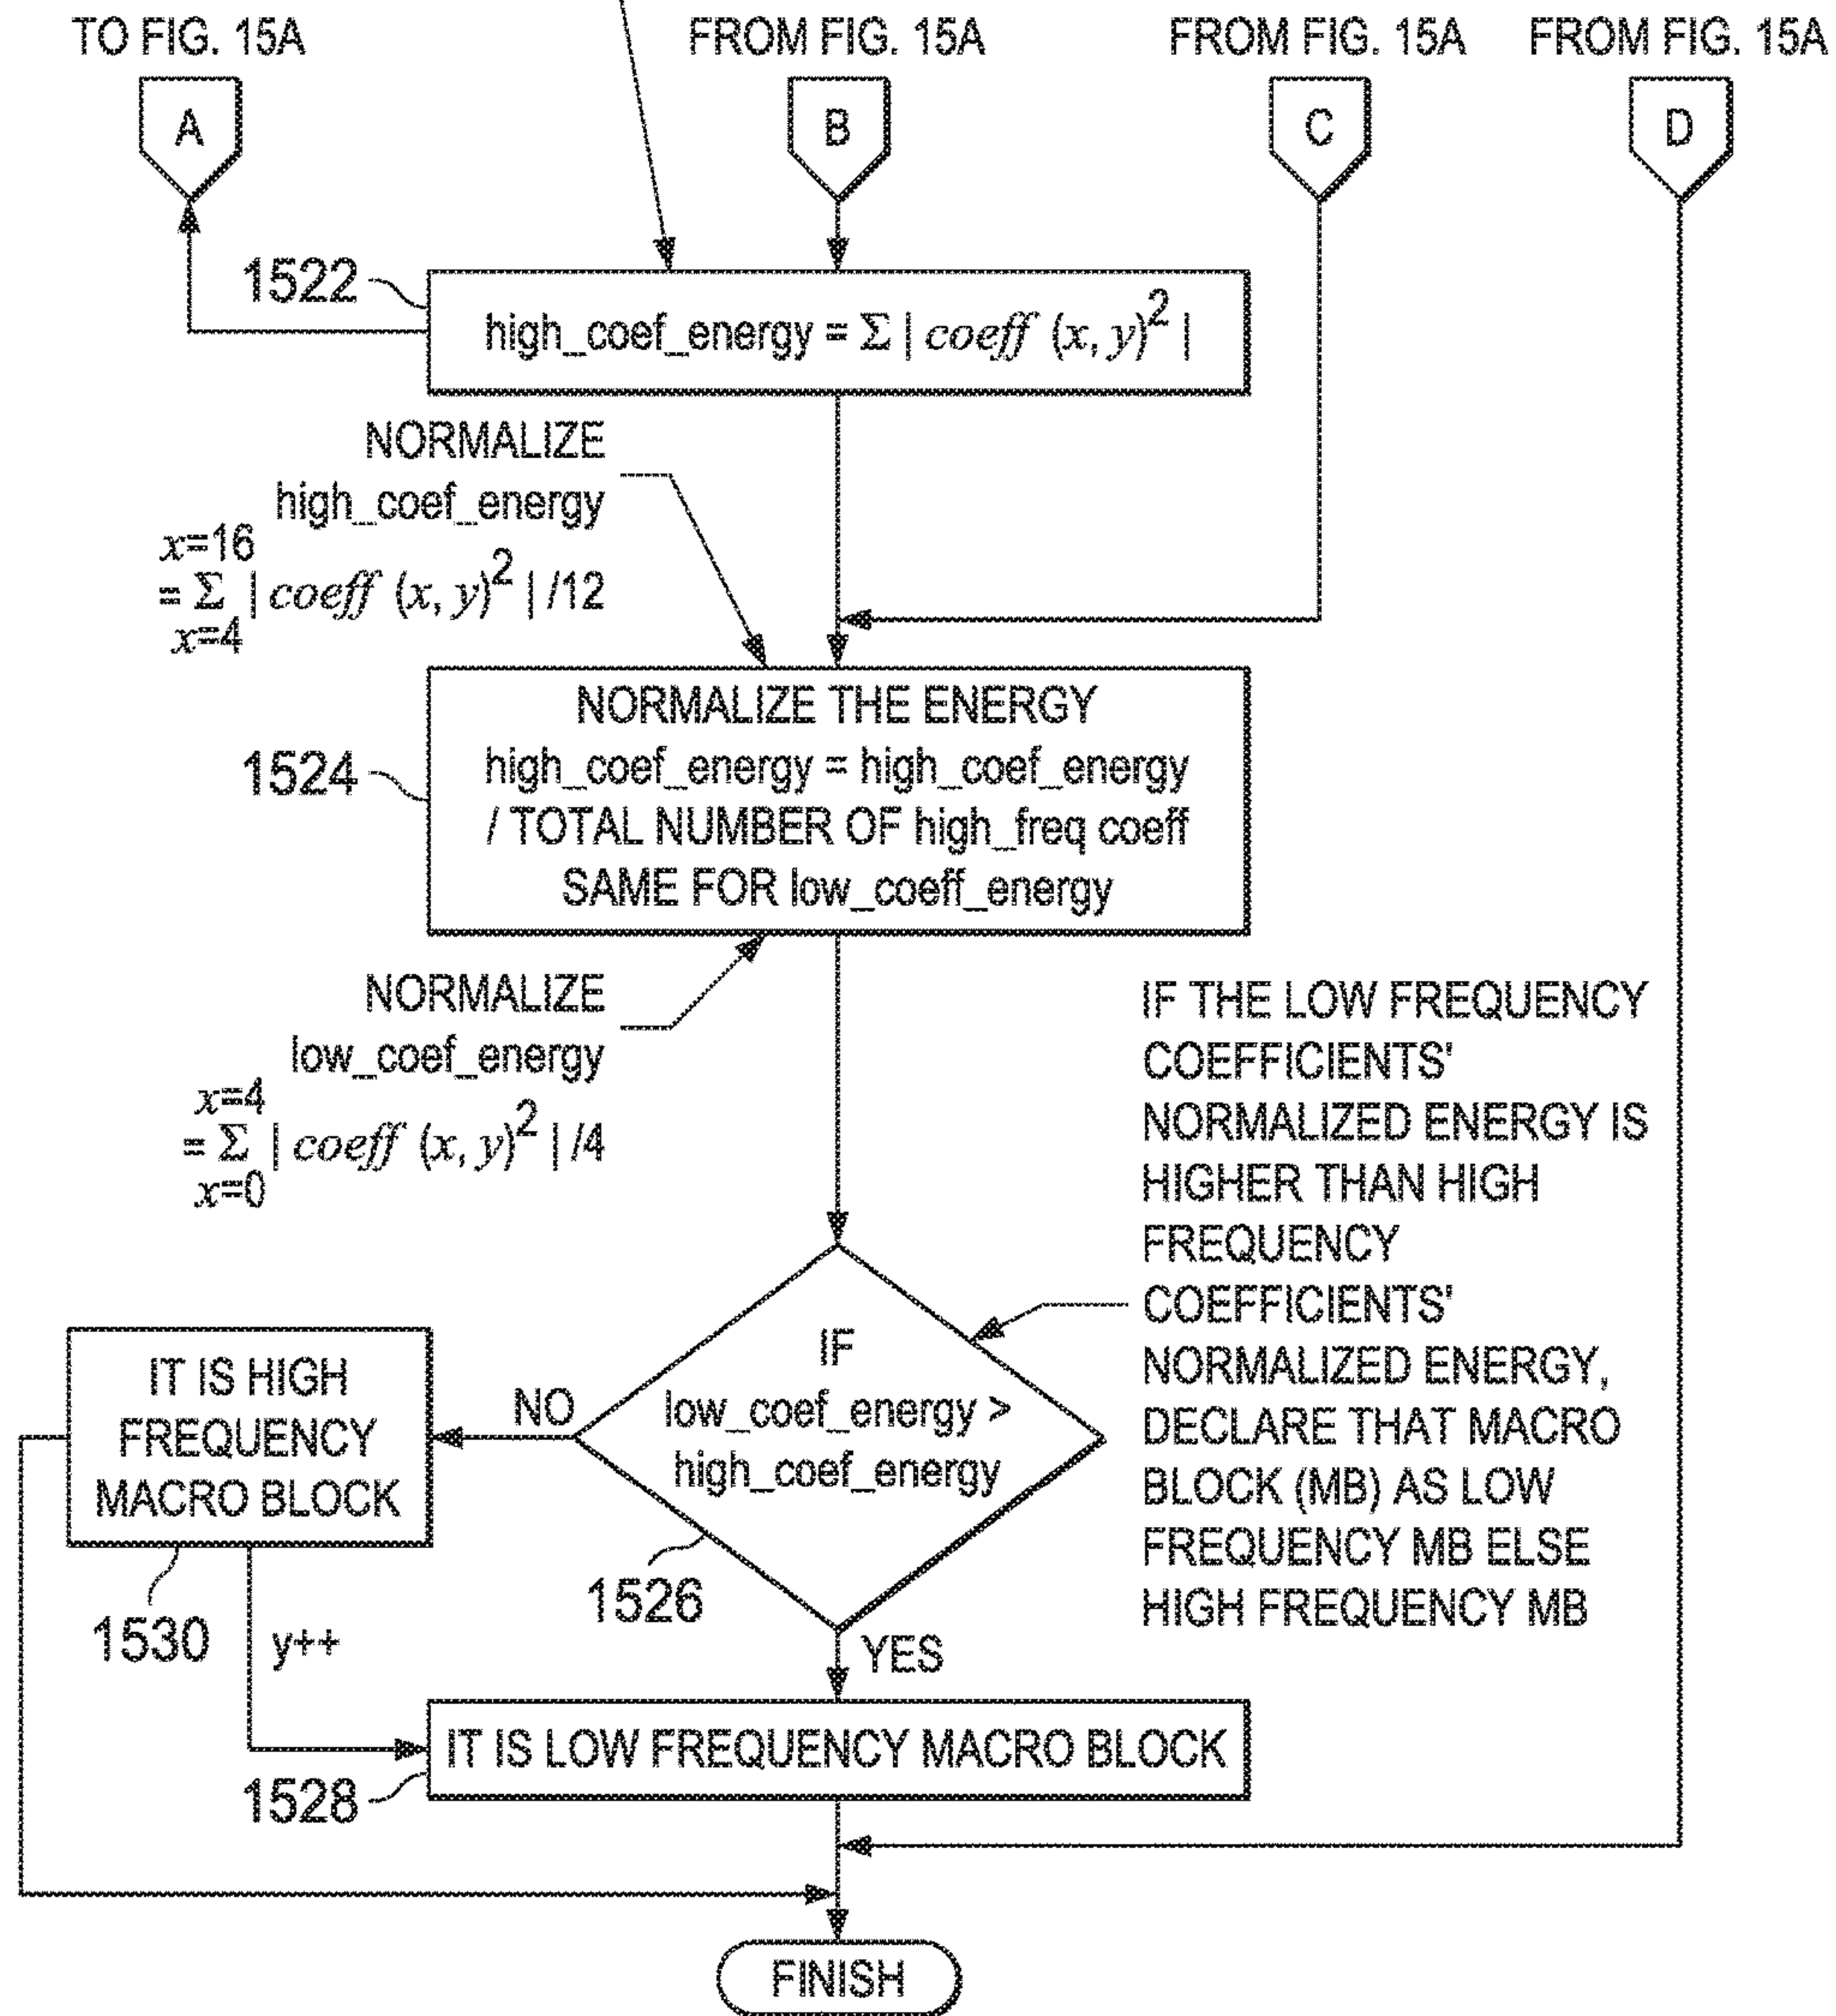 TO FIG. 15A
FROM FIG. 15A
FROM FIG. 15A
FROM FIG. 15A
A
B
C
D
1522
high_coef_energy = Σ | coeff (x, y)² |
NORMALIZE
high_coef_energy
x=16
= Σ | coeff (x, y)² | /12
x=4
1524
NORMALIZE THE ENERGY
high_coef_energy = high_coef_energy
/ TOTAL NUMBER OF high_freq coeff
SAME FOR low_coeff_energy
NORMALIZE
low_coef_energy
x=4
= Σ | coeff (x, y)² | /4
x=0
IF THE LOW FREQUENCY
COEFFICIENTS'
NORMALIZED ENERGY IS
HIGHER THAN HIGH
FREQUENCY
COEFFICIENTS'
NORMALIZED ENERGY,
DECLARE THAT MACRO
BLOCK (MB) AS LOW
FREQUENCY MB ELSE
HIGH FREQUENCY MB
IF
low_coef_energy >
high_coef_energy
1526
NO
IT IS HIGH
FREQUENCY
MACRO BLOCK
1530
y++
YES
IT IS LOW FREQUENCY MACRO BLOCK
1528
FINISH